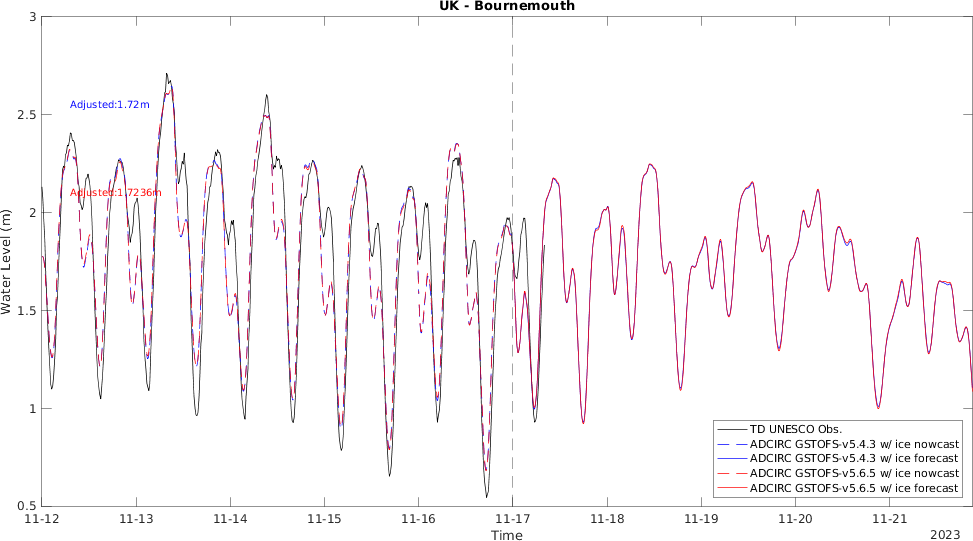 UK - Bournemouth
3
2.5
2
1.5
1
0.5
Water Level (m)
Adjusted:1.72m
Adjusted:1.7236m
TD UNESCO Obs.
ADCIRC GSTOFS-v5.4.3 w/ ice nowcast
ADCIRC GSTOFS-v5.4.3 w/ ice forecast
ADCIRC GSTOFS-v5.6.5 w/ ice nowcast
ADCIRC GSTOFS-v5.6.5 w/ ice forecast
11-12 11-13 11-14 11-15 11-16 11-17 11-18 11-19 11-20 11-21
Time
2023